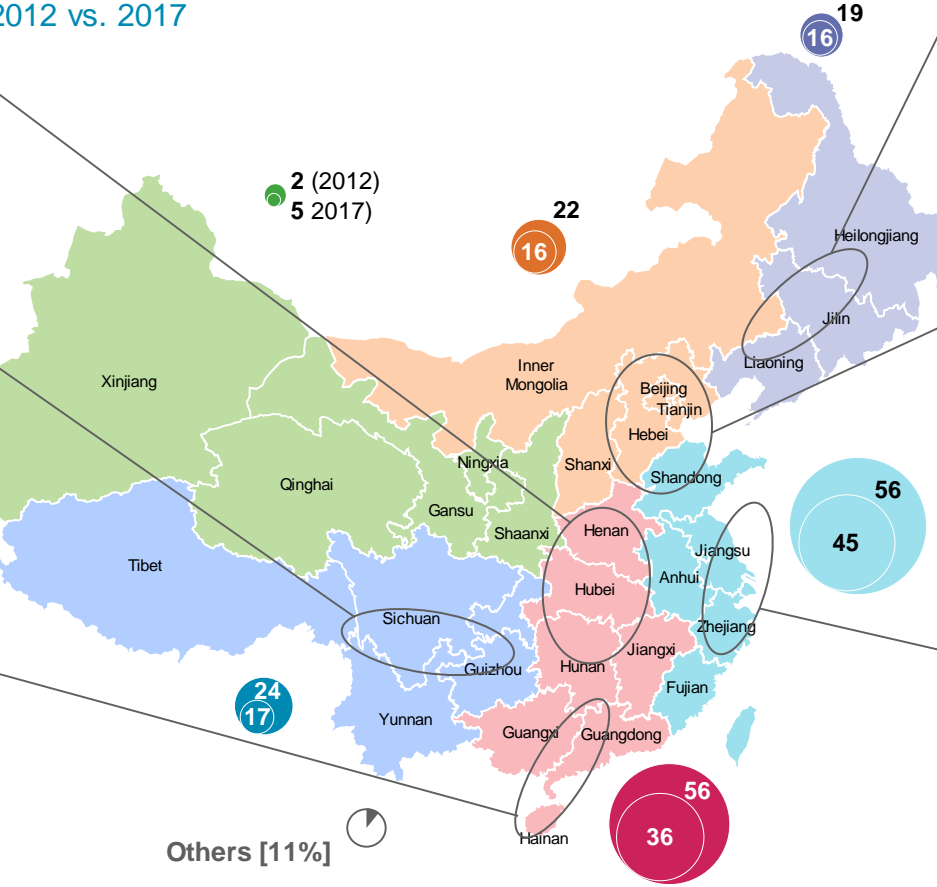 2012 vs. 2017
19
16
2 (2012)
5 2017)
22
16
Heilongjiang
Jilin
Liaoning
Inner
Mongolia
Xinjiang
Beijing
Tianjin
Hebei
Ningxia
Shanxi
Shandong
Qinghai
Gansu
Shaanxi
Henan
56
45
Jiangsu
Tibet
Anhui
Hubei
Sichuan
Zhejiang
Jiangxi
Hunan
Guizhou
Fujian
24
17
Yunnan
Guangxi
Guangdong
56
36
Hainan
Others [11%]